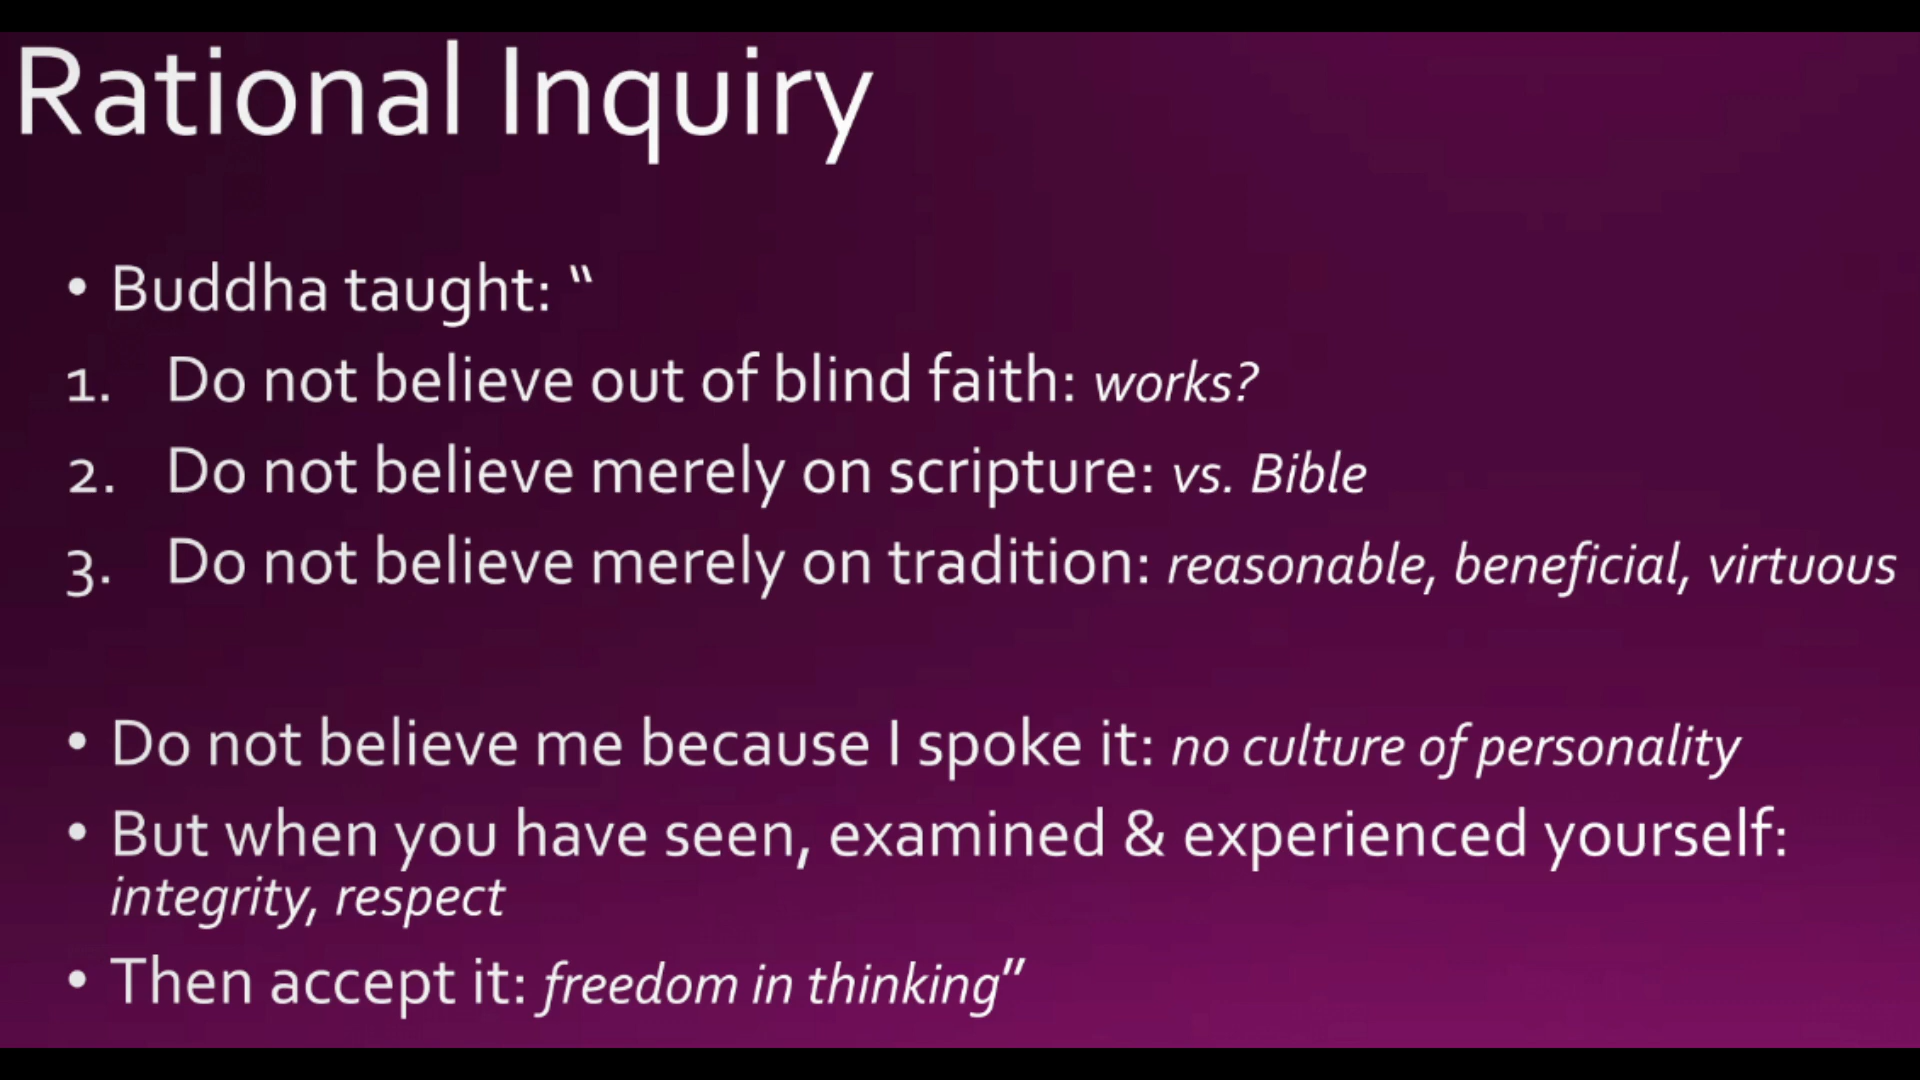 Rational Inquiry
• Buddha taught: “
1. Do not believe out of blind faith: works?
2. Do not believe merely on scripture: vs. Bible
3. Do not believe merely on tradition: reasonable, beneficial, virtuous
• Do not believe me because I spoke it: no culture of personality
• But when you have seen, examined & experienced yourself:
integrity, respect
• Then accept it: freedom in thinking”